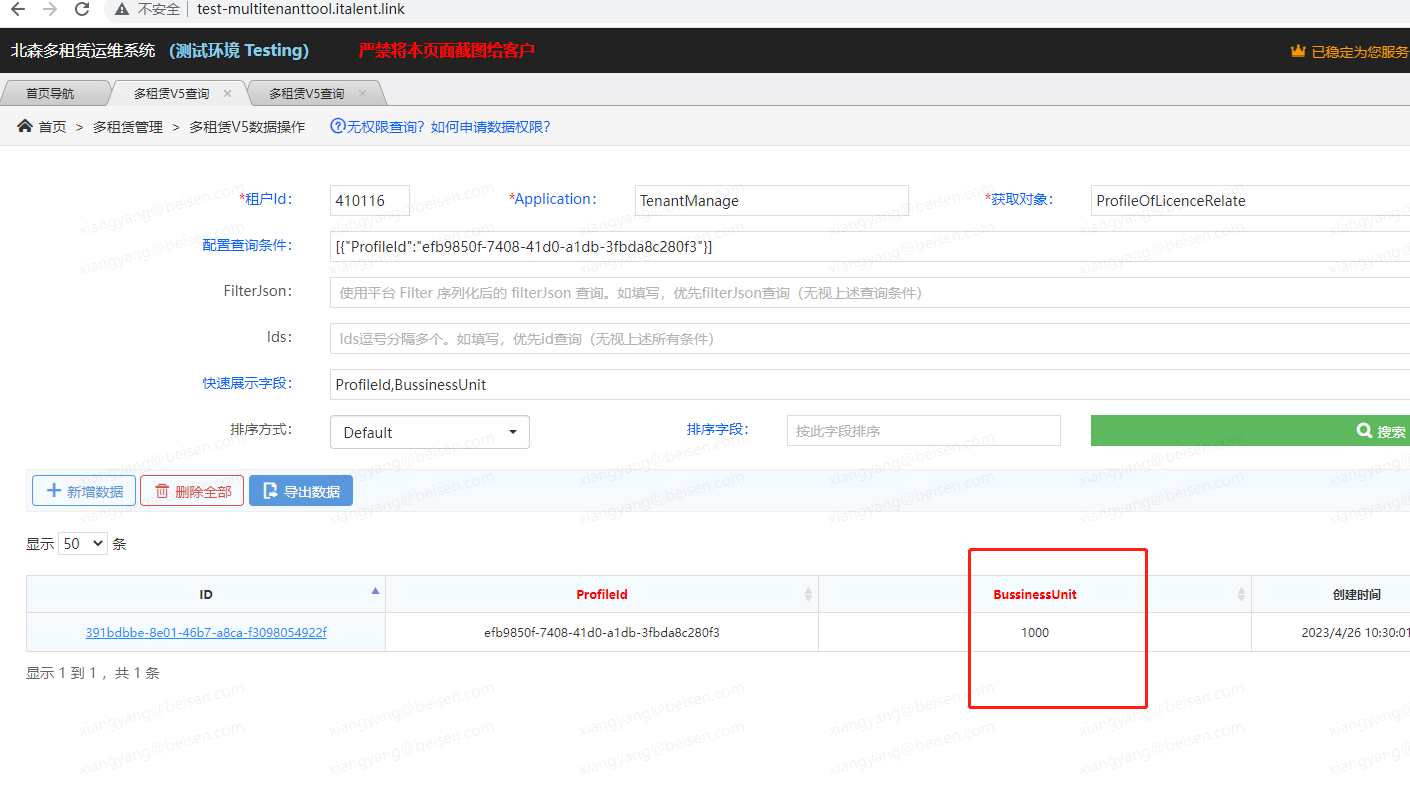 不安全 | test-multitenanttool.italent.link
北森多租赁运维系统 (测试环境 Testing) 严禁将本页面截图给客户 已稳定为您服务
首页导航 多租赁V5查询 × 多租赁V5查询 ×
首页 > 多租赁管理 > 多租赁V5数据操作 无权限查询？如何申请数据权限？
*租户Id： 410116 *Application： TenantManage *获取对象： ProfileOfLicenceRelate
配置查询条件： [{"ProfileId":"efb9850f-7408-41d0-a1db-3fbda8c280f3"}]
FilterJson： 使用平台 Filter 序列化后的 filterJson 查询。如填写，优先filterJson查询（无视上述查询条件）
Ids： Ids逗号分隔多个。如填写，优先id查询（无视上述所有条件）
快速展示字段： ProfileId,BussinessUnit
排序方式： Default 排序字段： 按此字段排序 搜索
新增数据 删除全部 导出数据
显示 50 条
ID ProfileId BussinessUnit 创建时间
391bdbbe-8e01-46b7-a8ca-f3098054922f efb9850f-7408-41d0-a1db-3fbda8c280f3 1000 2023/4/26 10:30:01
显示 1 到 1 ，共 1 条
xiangyang@beisen.com